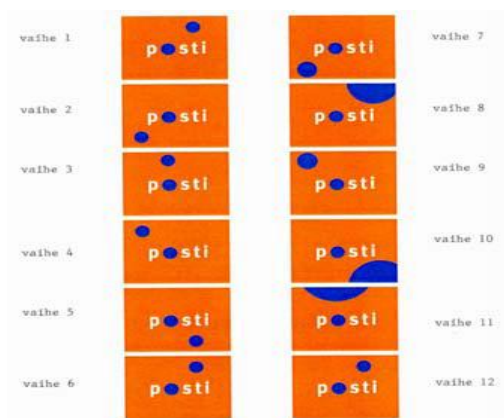 vaihe 1
posti
vaihe 2
posti
vaihe 3
posti
vaihe 4
posti
vaihe 5
posti
vaihe 6
posti
vaihe 7
posti
vaihe 8
posti
vaihe 9
posti
vaihe 10
posti
vaihe 11
posti
vaihe 12
posti